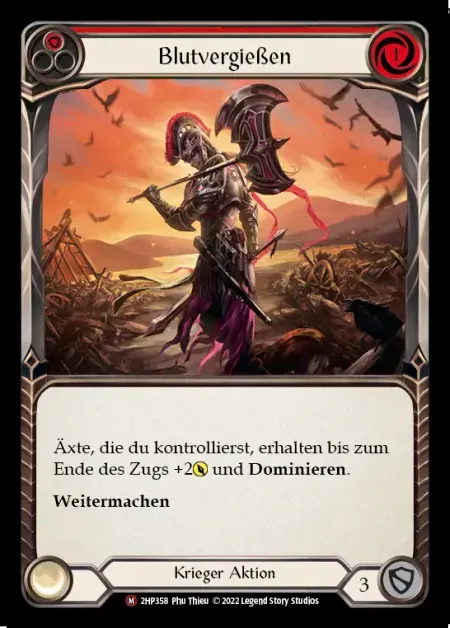 Blutvergießen
1
Äxte, die du kontrollierst, erhalten bis zum
Ende des Zugs +2 und Dominieren.
Weitermachen
Krieger Aktion
3
M 2HP358 Phu Thieu © 2022 Legend Story Studios